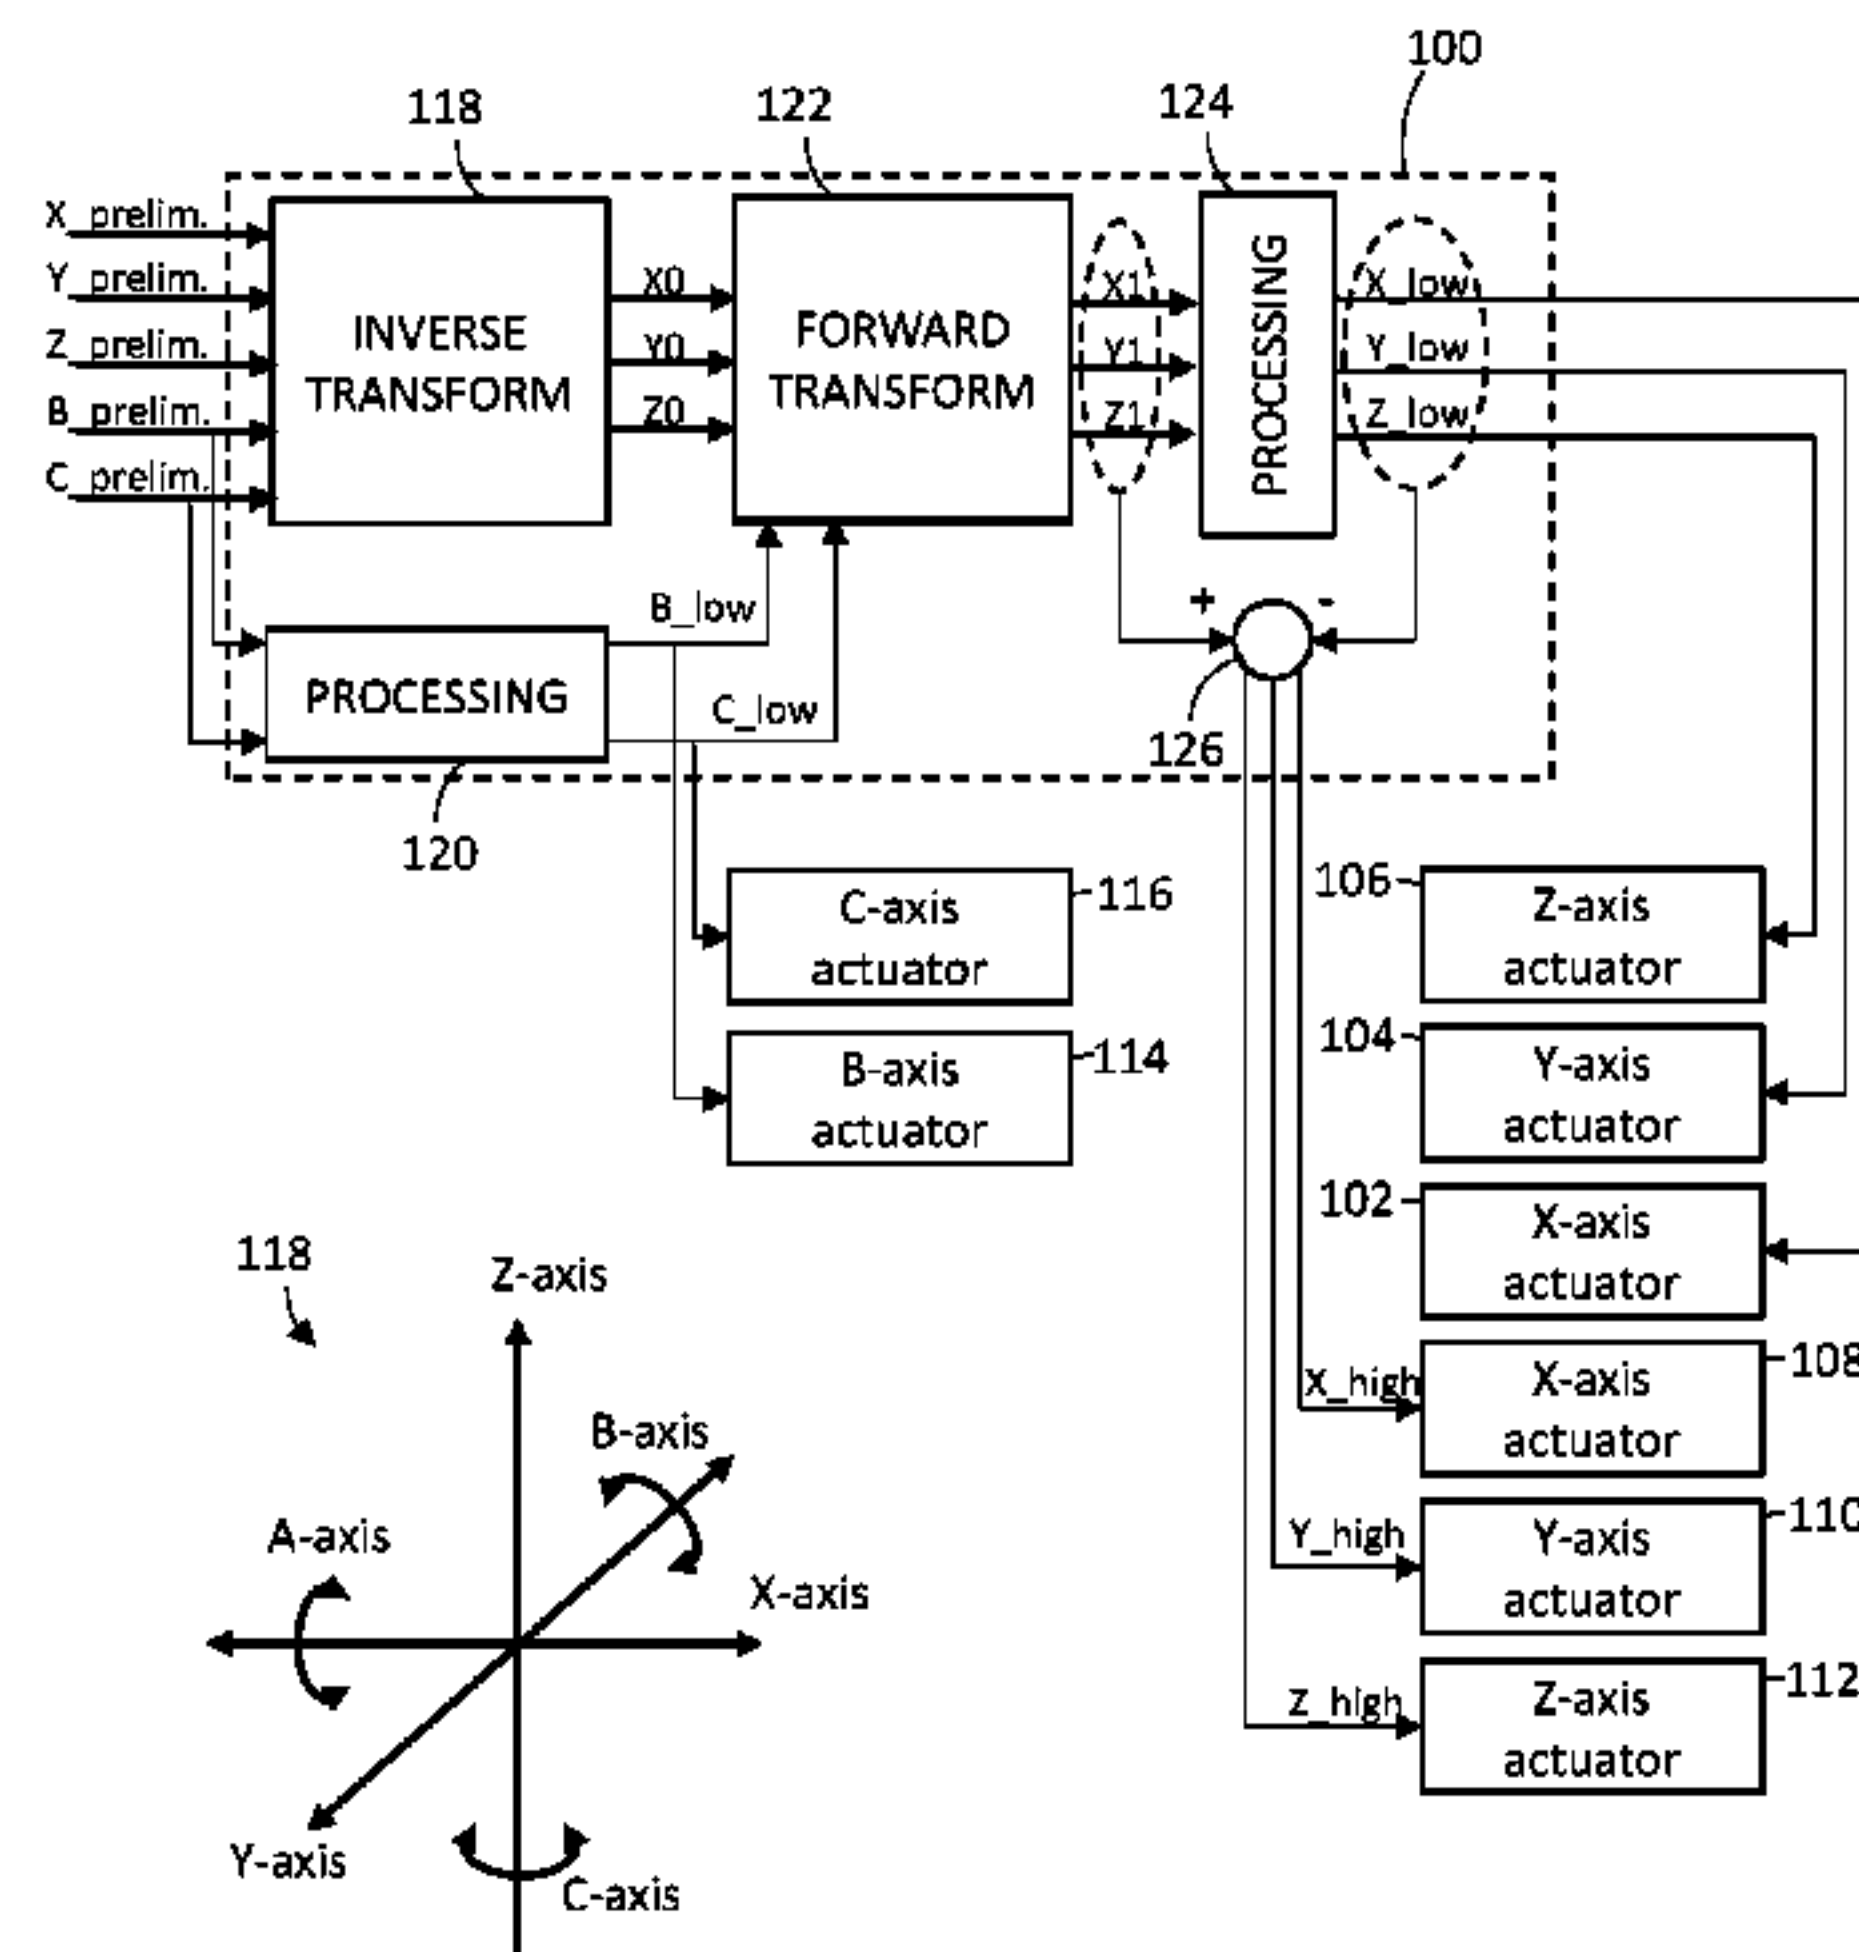 100
118
122
124
X_prelim.
Y_prelim.
Z_prelim.
B_prelim.
C_prelim.
INVERSE
TRANSFORM
X0
Y0
Z0
FORWARD
TRANSFORM
X1
Y1
Z1
PROCESSING
X_low
Y_low
Z_low
B_low
C_low
PROCESSING
+
-
126
120
C-axis
actuator
116
B-axis
actuator
114
106
Z-axis
actuator
104
Y-axis
actuator
102
X-axis
actuator
X_high
X-axis
actuator
108
Y_high
Y-axis
actuator
110
Z_high
Z-axis
actuator
112
118
Z-axis
B-axis
A-axis
X-axis
Y-axis
C-axis